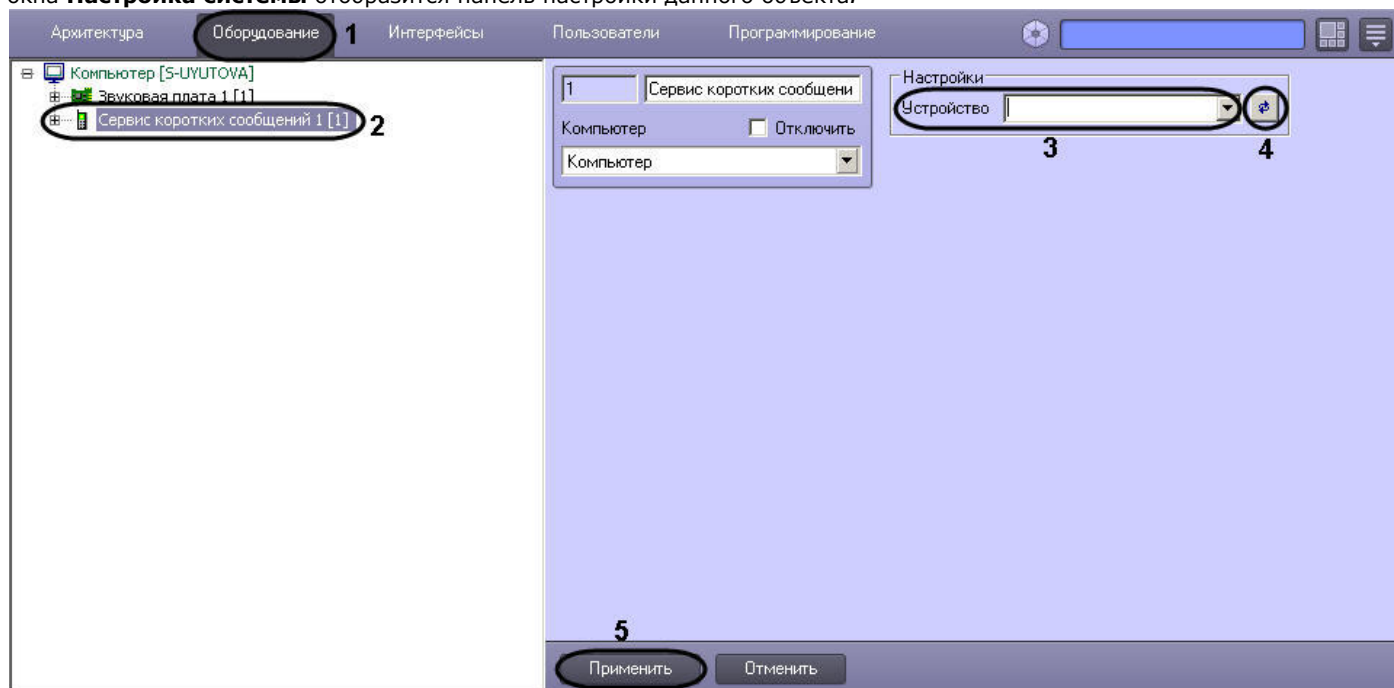 окна Настройка системы отобразится панель настройки данного объекта.
Архитектура Оборудование 1 Интерфейсы Пользователи Программирование
Компьютер [S-UYUTOVA]
Звуковая плата 1 [1]
Сервис коротких сообщений 1 [1] 2
1 Сервис коротких сообщени
Компьютер Отключить
Компьютер
Настройки
Устройство
3 4
5
Применить Отменить